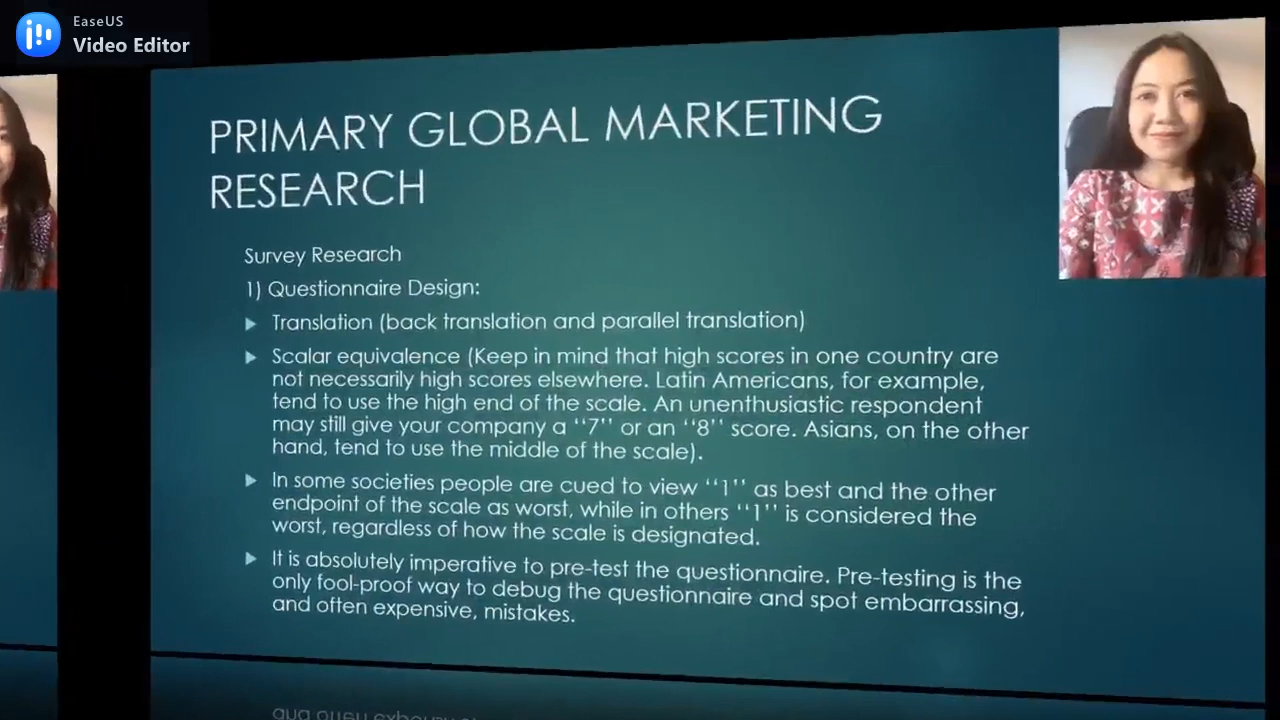 EaseUS
Video Editor
PRIMARY GLOBAL MARKETING
RESEARCH
Survey Research
1) Questionnaire Design:
Translation (back translation and parallel translation)
Scalar equivalence (Keep in mind that high scores in one country are
not necessarily high scores elsewhere. Latin Americans, for example,
tend to use the high end of the scale. An unenthusiastic respondent
may still give your company a ‘‘7’’ or an ‘‘8’’ score. Asians, on the other
hand, tend to use the middle of the scale).
In some societies people are cued to view ‘‘1’’ as best and the other
endpoint of the scale as worst, while in others ‘‘1’’ is considered the
worst, regardless of how the scale is designated.
It is absolutely imperative to pre-test the questionnaire. Pre-testing is the
only fool-proof way to debug the questionnaire and spot embarrassing,
and often expensive, mistakes.